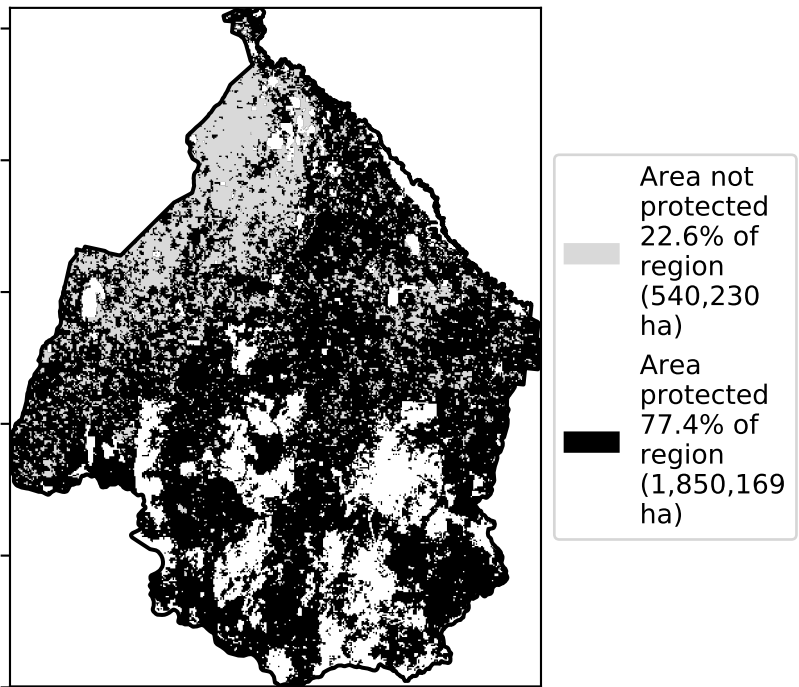 Area not
protected
22.6% of
region
(540,230
ha)
Area
protected
77.4% of
region
(1,850,169
ha)